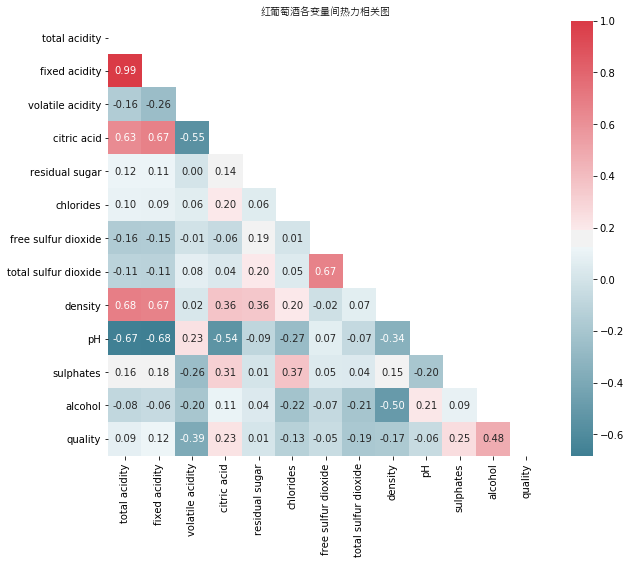 红葡萄酒各变量间热力相关图
total acidity
fixed acidity 0.99
volatile acidity -0.16 -0.26
citric acid 0.63 0.67 -0.55
residual sugar 0.12 0.11 0.00 0.14
chlorides 0.10 0.09 0.06 0.20 0.06
free sulfur dioxide -0.16 -0.15 -0.01 -0.06 0.19 0.01
total sulfur dioxide -0.11 -0.11 0.08 0.04 0.20 0.05 0.67
density 0.68 0.67 0.02 0.36 0.36 0.20 -0.02 0.07
pH -0.67 -0.68 0.23 -0.54 -0.09 -0.27 0.07 -0.07 -0.34
sulphates 0.16 0.18 -0.26 0.31 0.01 0.37 0.05 0.04 0.15 -0.20
alcohol -0.08 -0.06 -0.20 0.11 0.04 -0.22 -0.07 -0.21 -0.50 0.21 0.09
quality 0.09 0.12 -0.39 0.23 0.01 -0.13 -0.05 -0.19 -0.17 -0.06 0.25 0.48
total acidity
fixed acidity
volatile acidity
citric acid
residual sugar
chlorides
free sulfur dioxide
total sulfur dioxide
density
pH
sulphates
alcohol
quality
1.0
0.8
0.6
0.4
0.2
0.0
−0.2
−0.4
−0.6